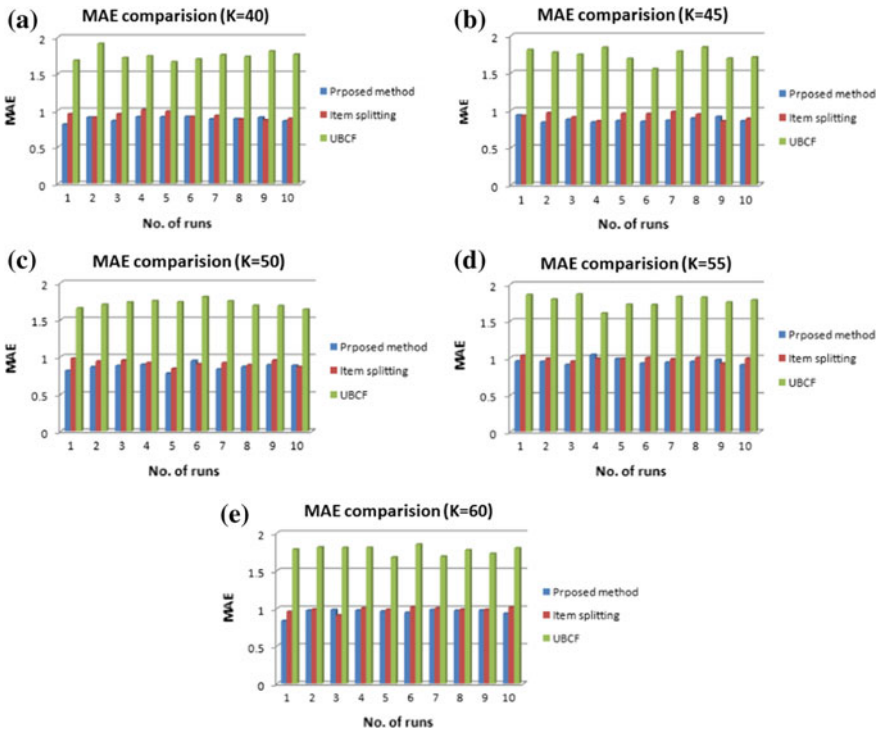 (a)
MAE comparision (K=40)
2
1.5
1
0.5
0
MAE
1 2 3 4 5 6 7 8 9 10
No. of runs
Prposed method
Item splitting
UBCF
(b)
MAE comparision (K=45)
2
1.5
1
0.5
0
MAE
1 2 3 4 5 6 7 8 9 10
No. of runs
Prposed method
Item splitting
UBCF
(c)
MAE comparision (K=50)
2
1.5
1
0.5
0
MAE
1 2 3 4 5 6 7 8 9 10
No. of runs
Prposed method
Item splitting
UBCF
(d)
MAE comparision (K=55)
2
1.5
1
0.5
0
MAE
1 2 3 4 5 6 7 8 9 10
No. of runs
Prposed method
Item splitting
UBCF
(e)
MAE comparision (K=60)
2
1.5
1
0.5
0
MAE
1 2 3 4 5 6 7 8 9 10
No. of runs
Prposed method
Item splitting
UBCF